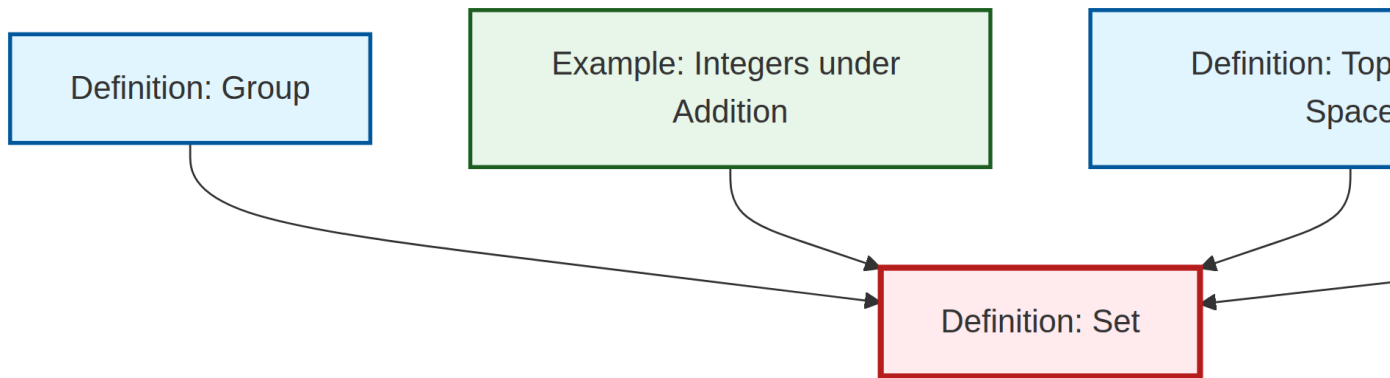 Definition: Group
Example: Integers under
Addition
Definition: Top
Space
Definition: Set